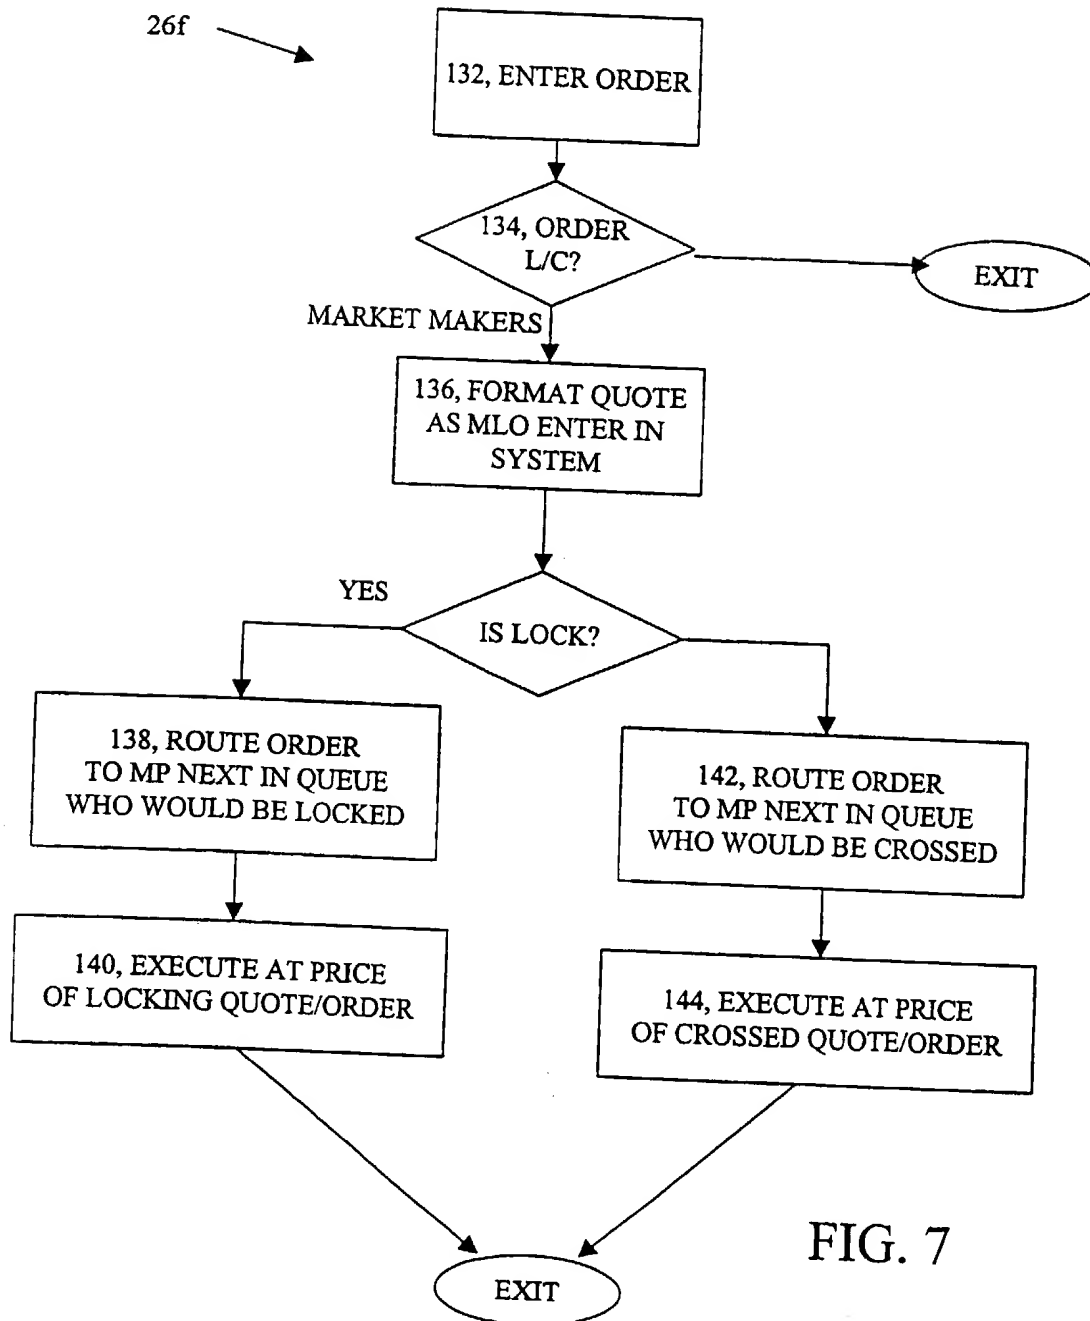 26f
132, ENTER ORDER
134, ORDER
L/C?
EXIT
MARKET MAKERS
136, FORMAT QUOTE
AS MLO ENTER IN
SYSTEM
YES
IS LOCK?
138, ROUTE ORDER
TO MP NEXT IN QUEUE
WHO WOULD BE LOCKED
142, ROUTE ORDER
TO MP NEXT IN QUEUE
WHO WOULD BE CROSSED
140, EXECUTE AT PRICE
OF LOCKING QUOTE/ORDER
144, EXECUTE AT PRICE
OF CROSSED QUOTE/ORDER
FIG. 7
EXIT